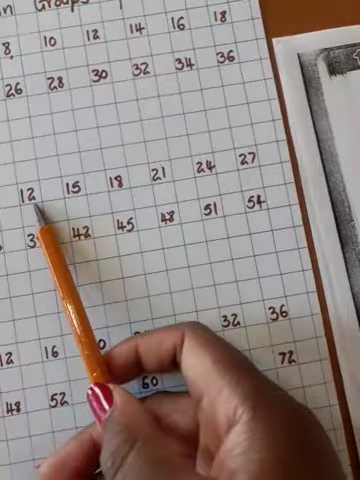 in Groups
8 10 12 14 16 18
26 28 30 32 34 36
12 15 18 21 24 27
42 45 48 51 54
12 16 32 36
72
48 52 60